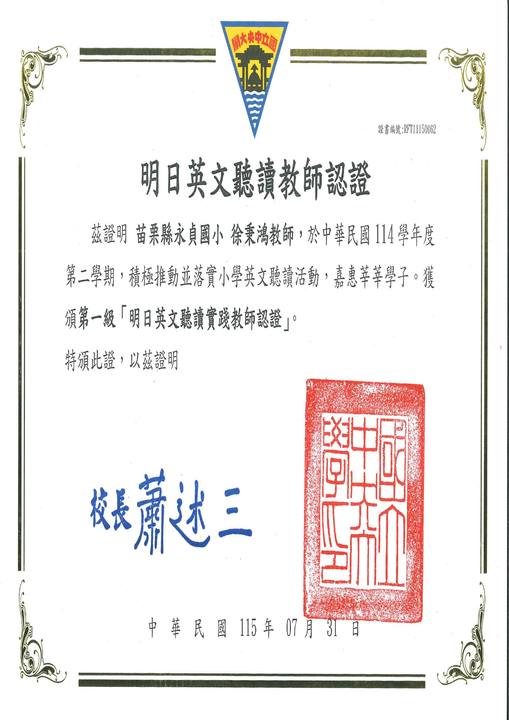 國立中央大學
證書編號:IFT11150062
明日英文聽讀教師認證
茲證明 苗栗縣永貞國小 徐秉鴻教師，於中華民國 114 學年度
第二學期，積極推動並落實小學英文聽讀活動，嘉惠莘莘學子。獲
頒第一級「明日英文聽讀實踐教師認證」。
特頒此證，以茲證明
校長 蕭述三
國立中央大學印
中 華 民 國 115 年 07 月 31 日